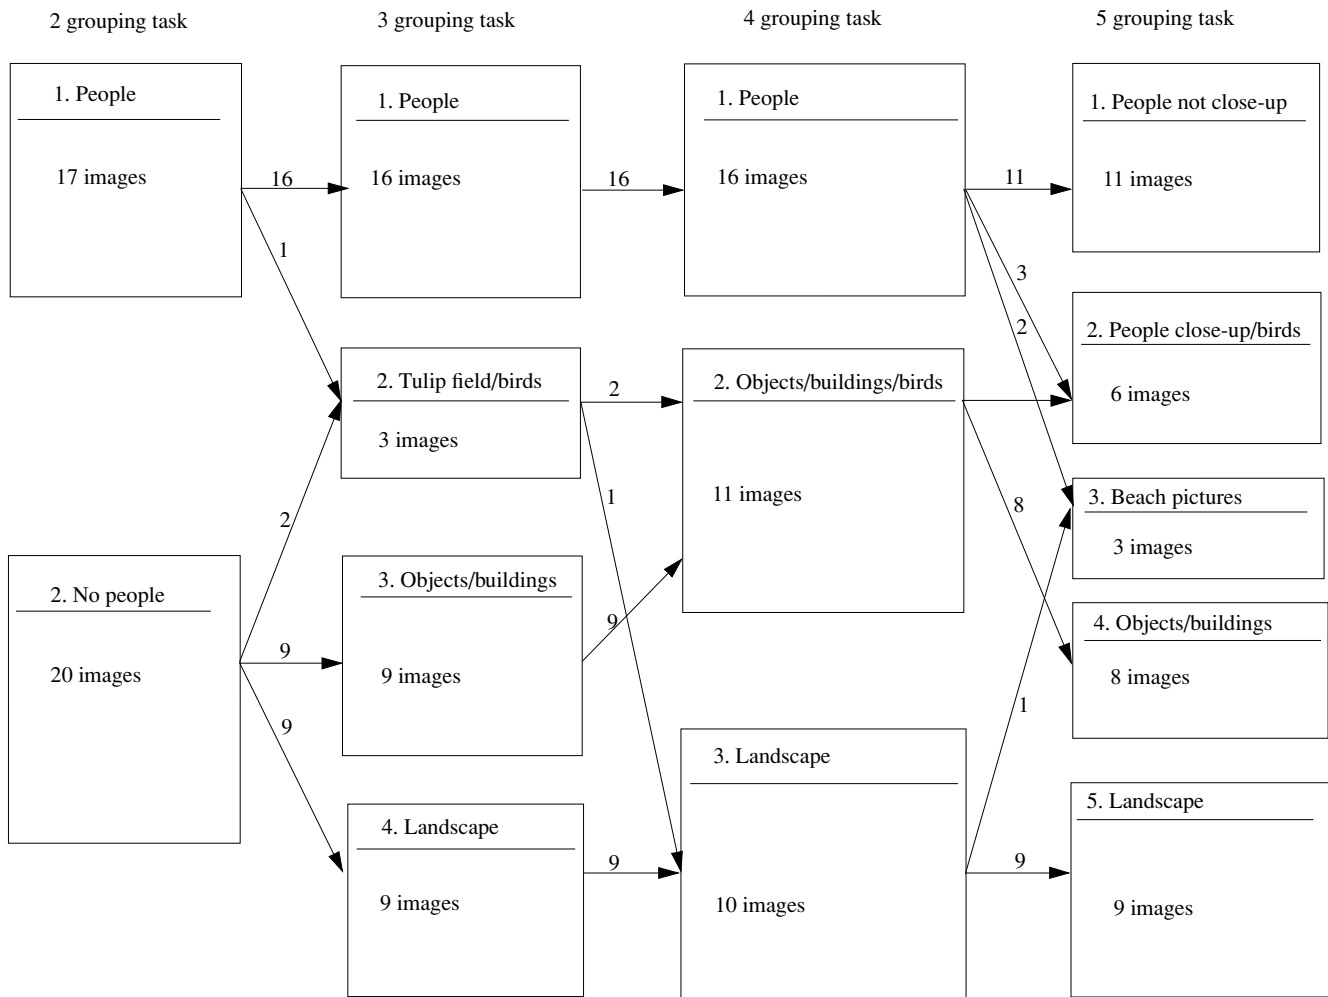 2 grouping task
3 grouping task
4 grouping task
5 grouping task
1. People
17 images
2. No people
20 images
16
1
2
9
9
1. People
16 images
2. Tulip field/birds
3 images
3. Objects/buildings
9 images
4. Landscape
9 images
16
2
1
9
9
1. People
16 images
2. Objects/buildings/birds
11 images
3. Landscape
10 images
11
3
2
8
1
9
1. People not close-up
11 images
2. People close-up/birds
6 images
3. Beach pictures
3 images
4. Objects/buildings
8 images
5. Landscape
9 images